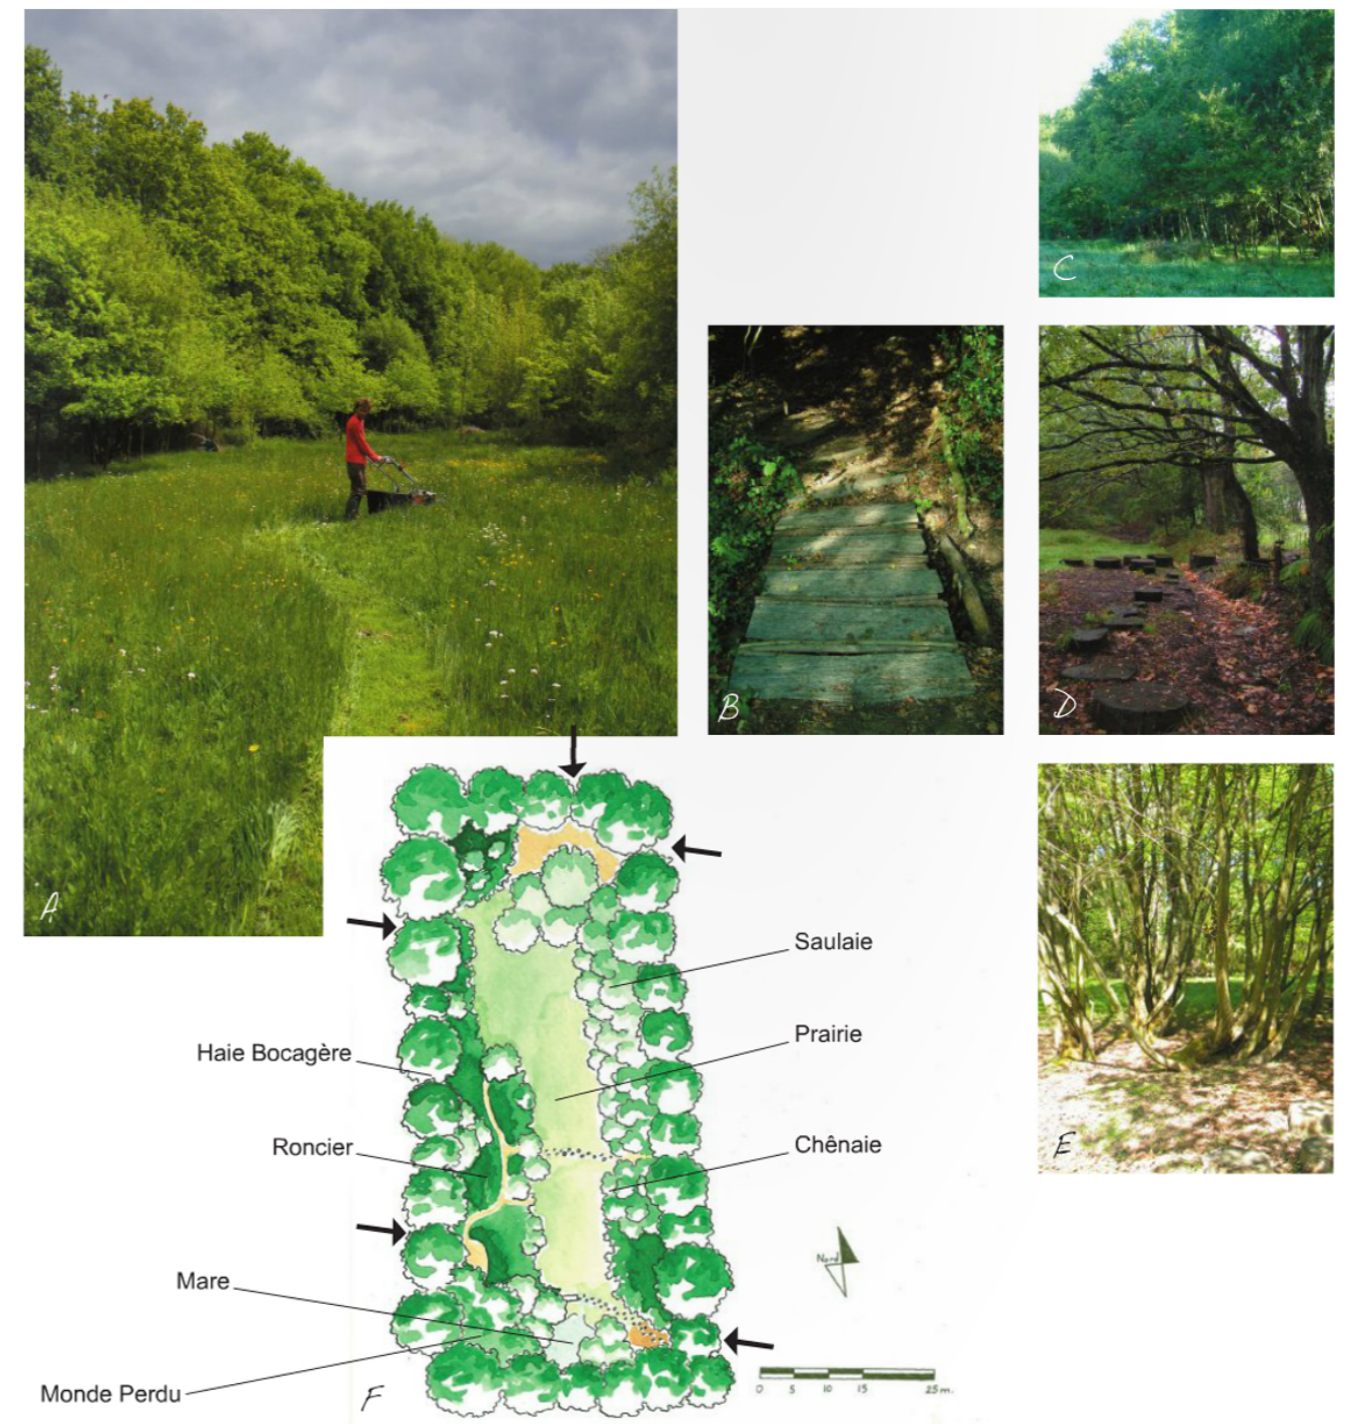 C
B
D
A
Saulaie
Prairie
Haie Bocagère
Roncier
Chênaie
E
Nord
Mare
0 5 10 15 25 m.
Monde Perdu
F